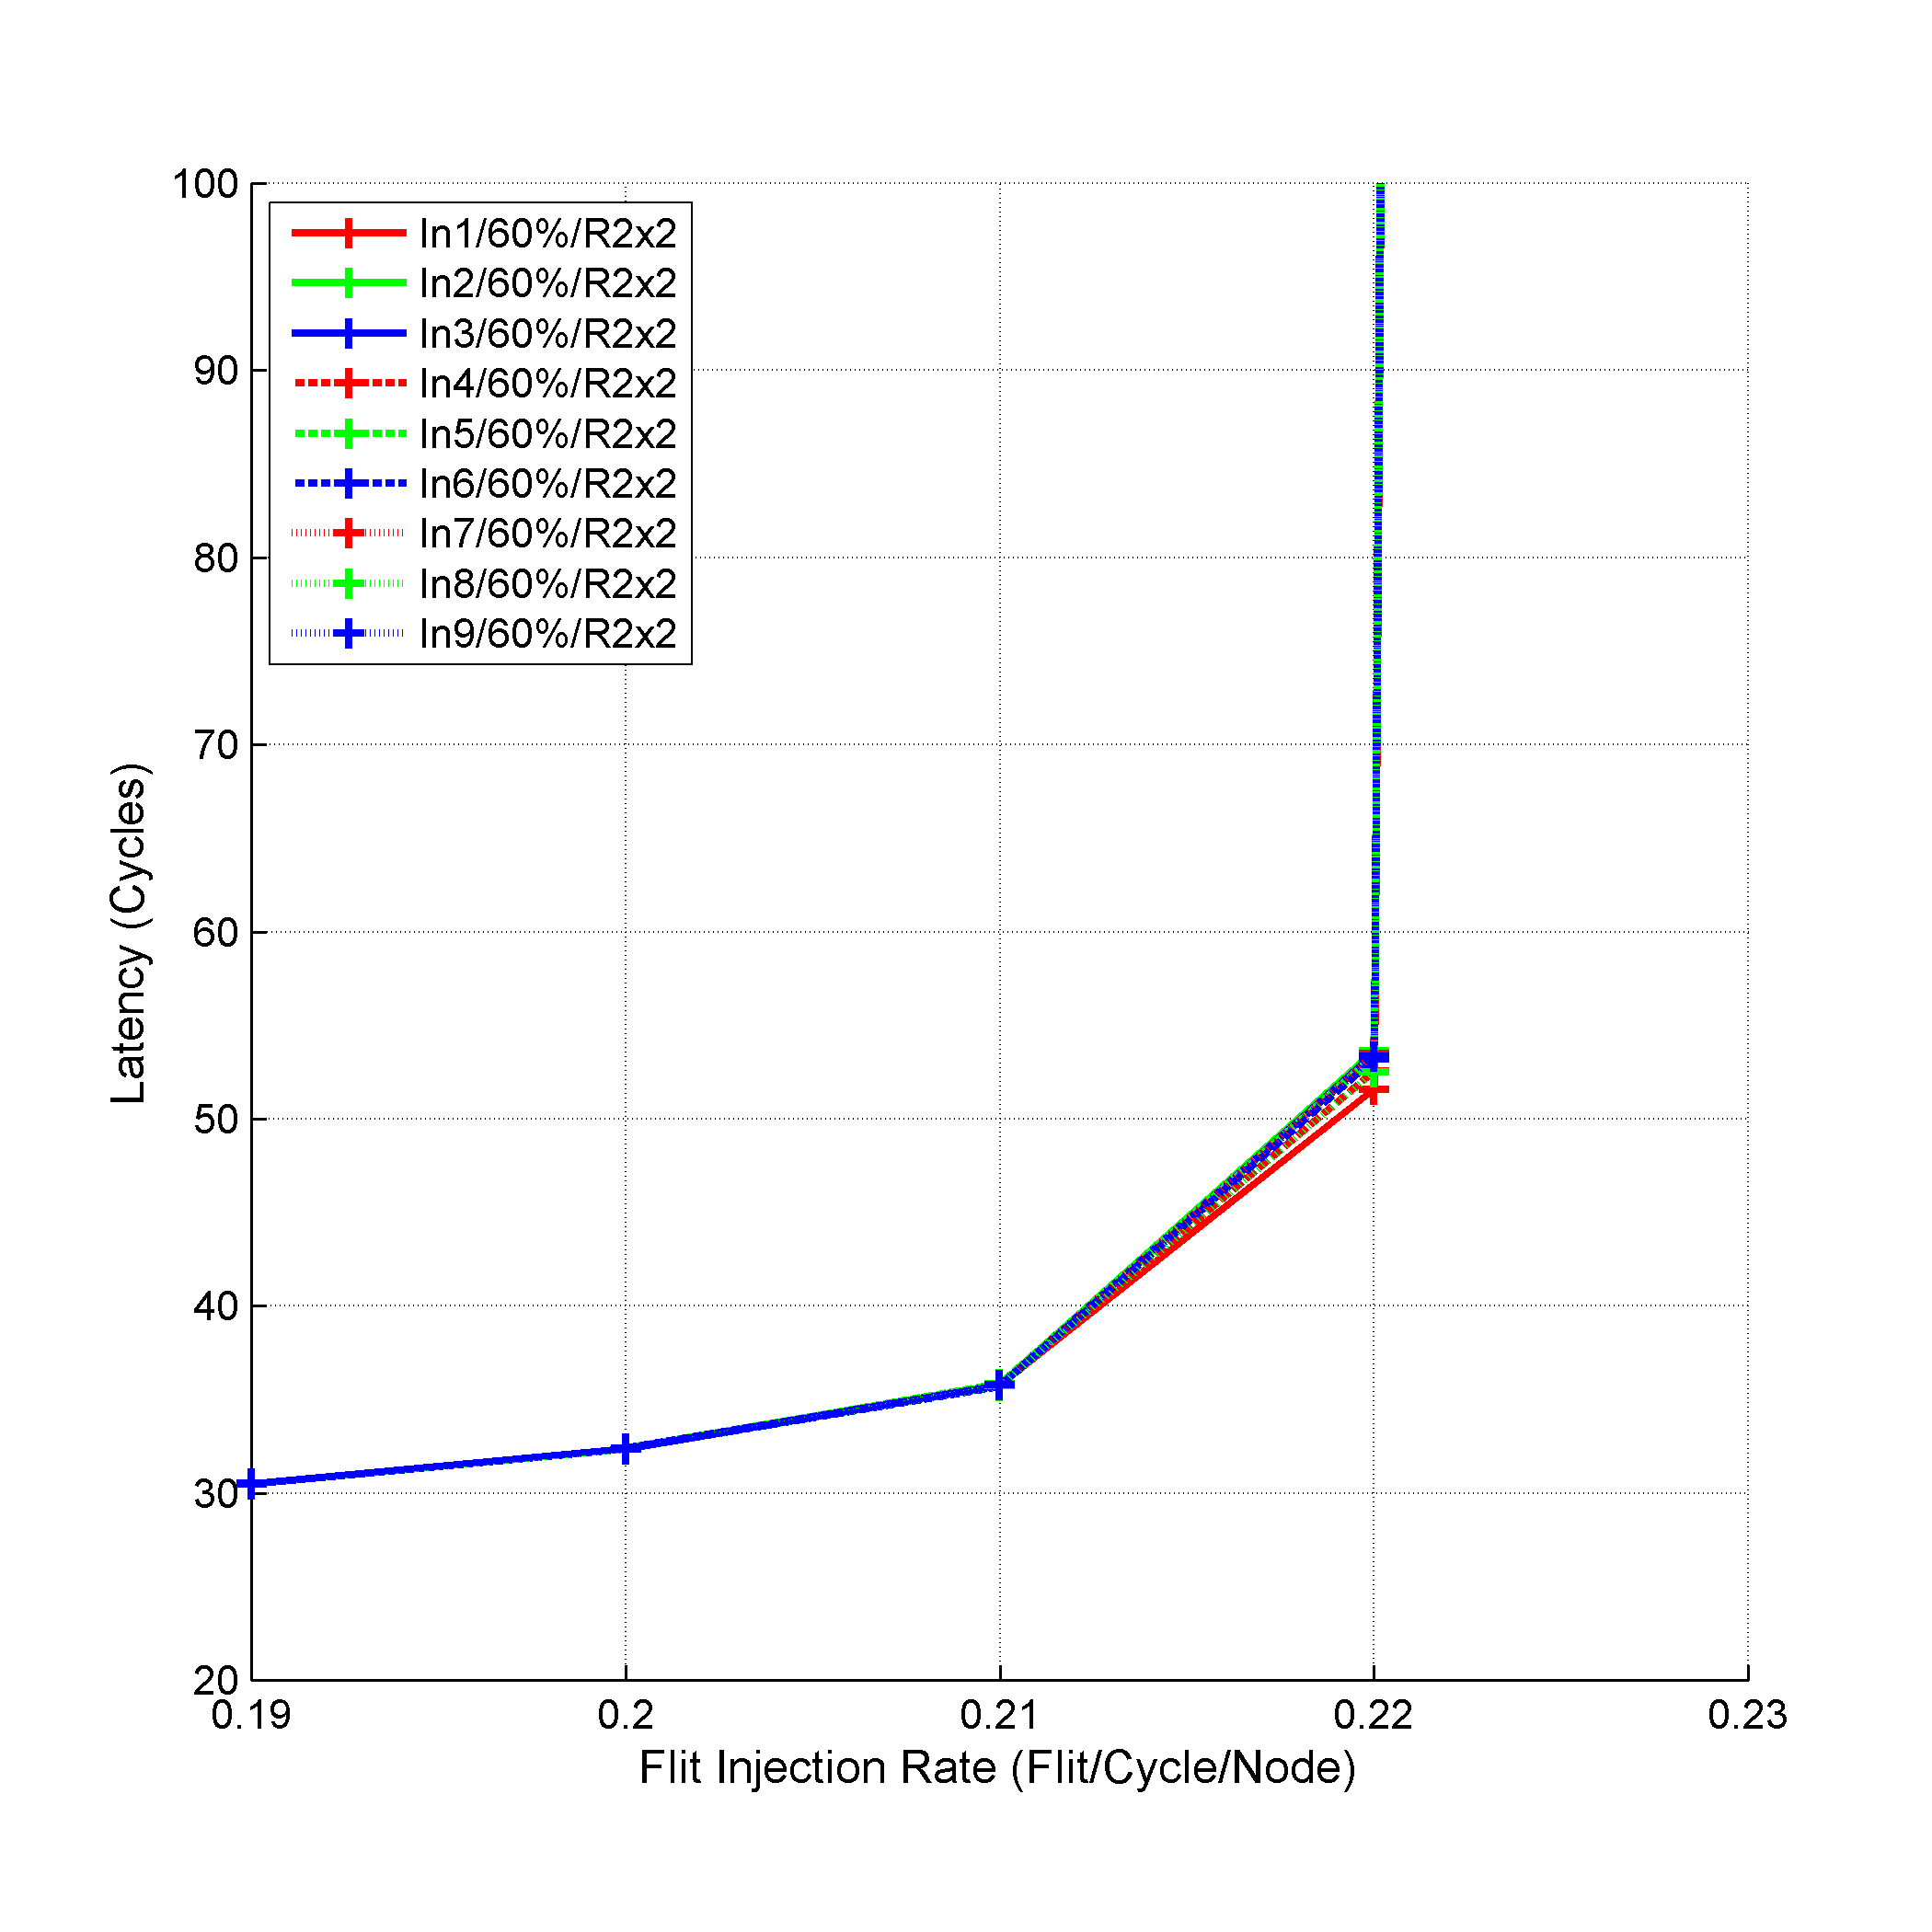 100
90
80
70
60
50
40
30
20
0.19
0.2
0.21
0.22
0.23
In1/60%/R2x2
In2/60%/R2x2
In3/60%/R2x2
In4/60%/R2x2
In5/60%/R2x2
In6/60%/R2x2
In7/60%/R2x2
In8/60%/R2x2
In9/60%/R2x2
Latency (Cycles)
Flit Injection Rate (Flit/Cycle/Node)